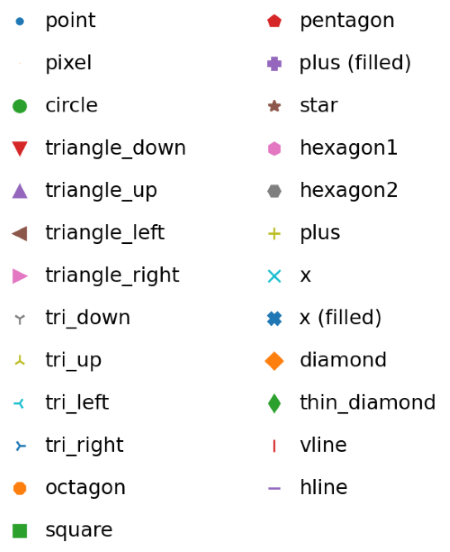 point
pixel
circle
triangle_down
triangle_up
triangle_left
triangle_right
tri_down
tri_up
tri_left
tri_right
octagon
square
pentagon
plus (filled)
star
hexagon1
hexagon2
plus
x
x (filled)
diamond
thin_diamond
vline
hline